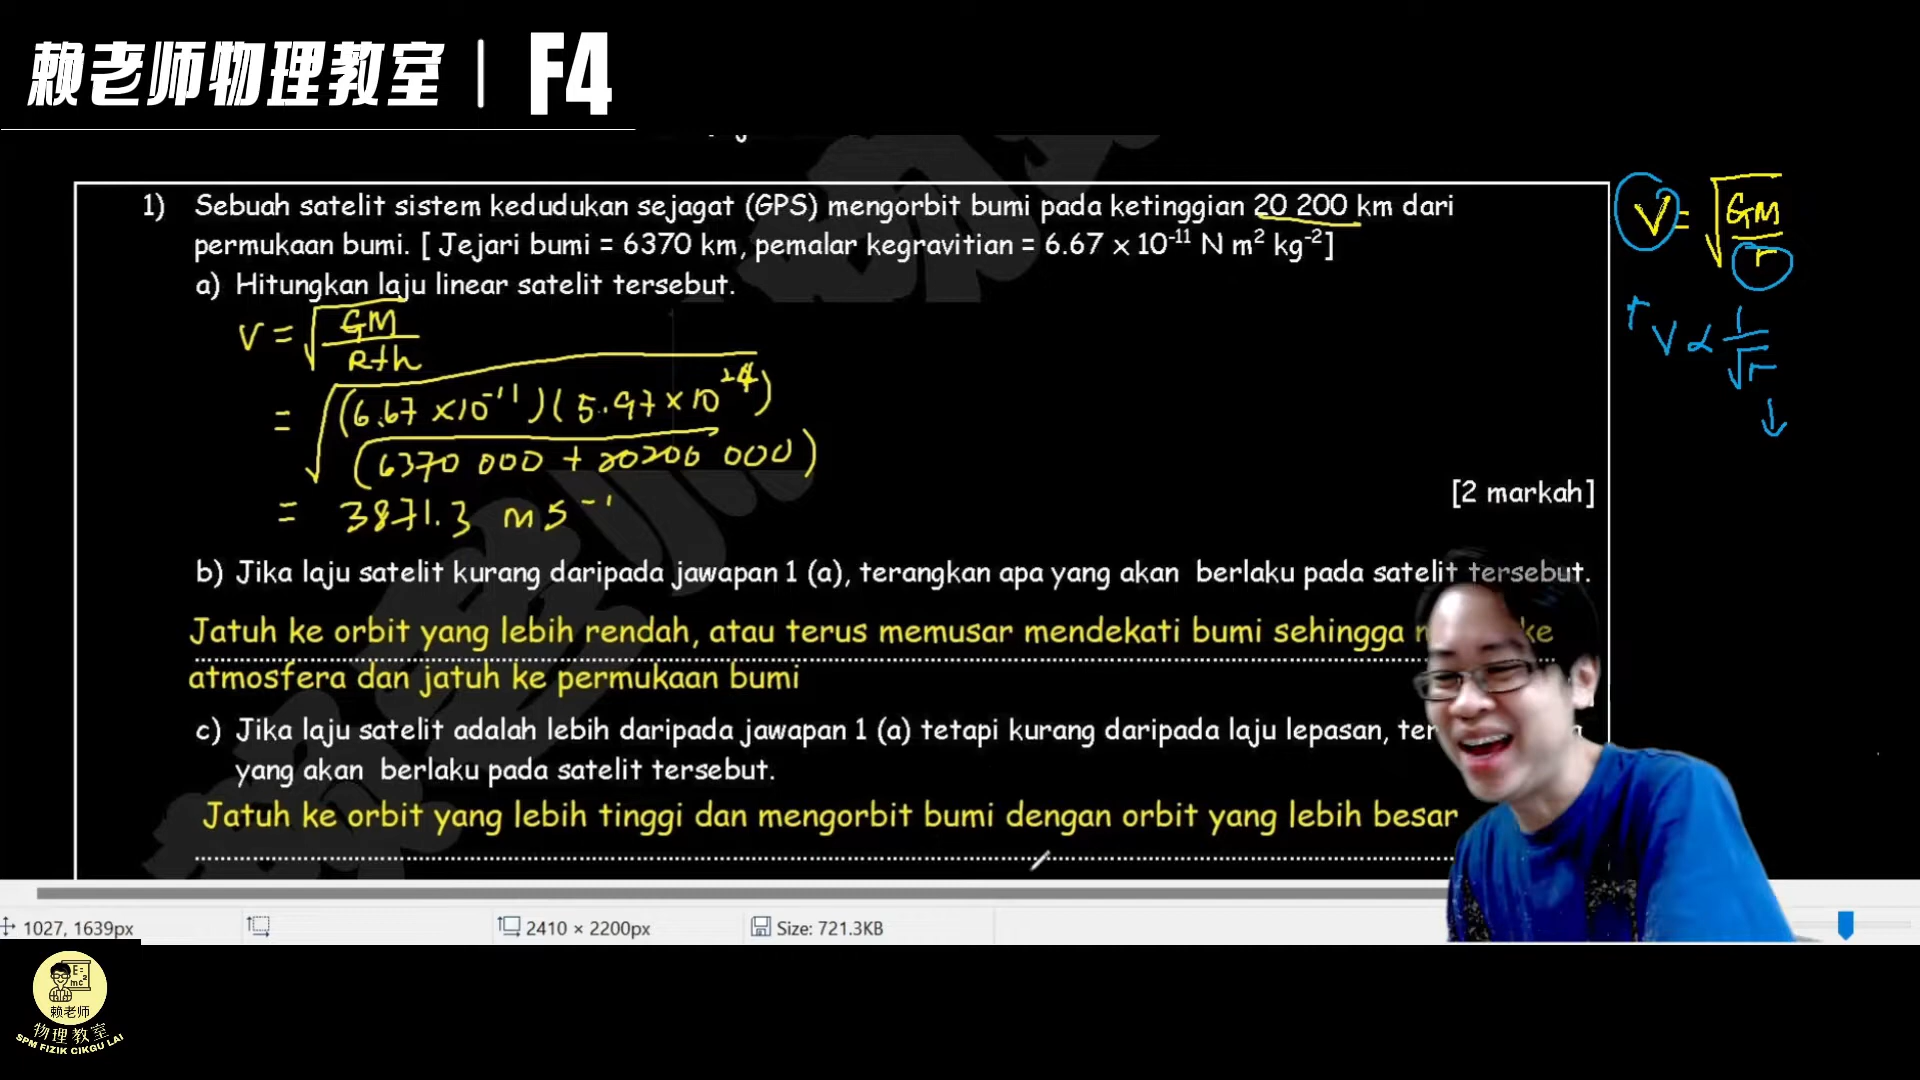 赖老师物理教室 | F4
1) Sebuah satelit sistem kedudukan sejagat (GPS) mengorbit bumi pada ketinggian 20 200 km dari
permukaan bumi. [ Jejari bumi = 6370 km, pemalar kegravitian = 6.67 x 10⁻¹¹ N m² kg⁻²]
a) Hitungkan laju linear satelit tersebut.
V = √(GM / R+h)
= √((6.67 ×10⁻¹¹)(5.97×10²⁴) / (6370 000 + 20200 000))
= 3871.3 ms⁻¹
[2 markah]
b) Jika laju satelit kurang daripada jawapan 1 (a), terangkan apa yang akan berlaku pada satelit tersebut.
Jatuh ke orbit yang lebih rendah, atau terus memusar mendekati bumi sehingga ke
atmosfera dan jatuh ke permukaan bumi
c) Jika laju satelit adalah lebih daripada jawapan 1 (a) tetapi kurang daripada laju lepasan,
yang akan berlaku pada satelit tersebut.
Jatuh ke orbit yang lebih tinggi dan mengorbit bumi dengan orbit yang lebih besar
V = √(GM / r)
↑ V ∝ 1/√r
↓
1027, 1639px
2410 × 2200px
Size: 721.3KB
E=mc²
赖老师
物理教室
SPM FIZIK CIKGU LAI